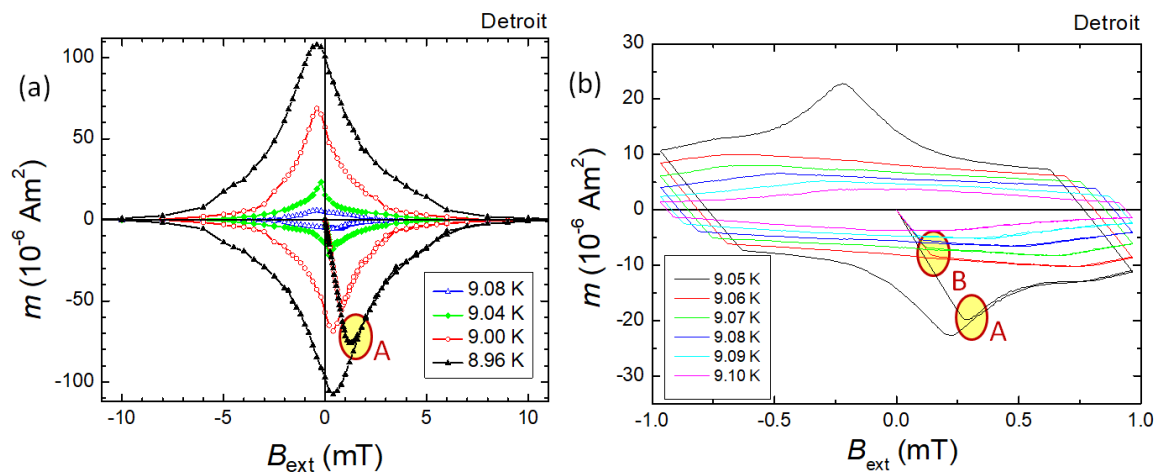 Detroit
(a)
100
50
0
-50
-100
m (10⁻⁶ Am²)
-10
-5
0
5
10
B_ext (mT)
9.08 K
9.04 K
9.00 K
8.96 K
A
Detroit
(b)
30
20
10
0
-10
-20
-30
m (10⁻⁶ Am²)
-1.0
-0.5
0.0
0.5
1.0
B_ext (mT)
9.05 K
9.06 K
9.07 K
9.08 K
9.09 K
9.10 K
B
A